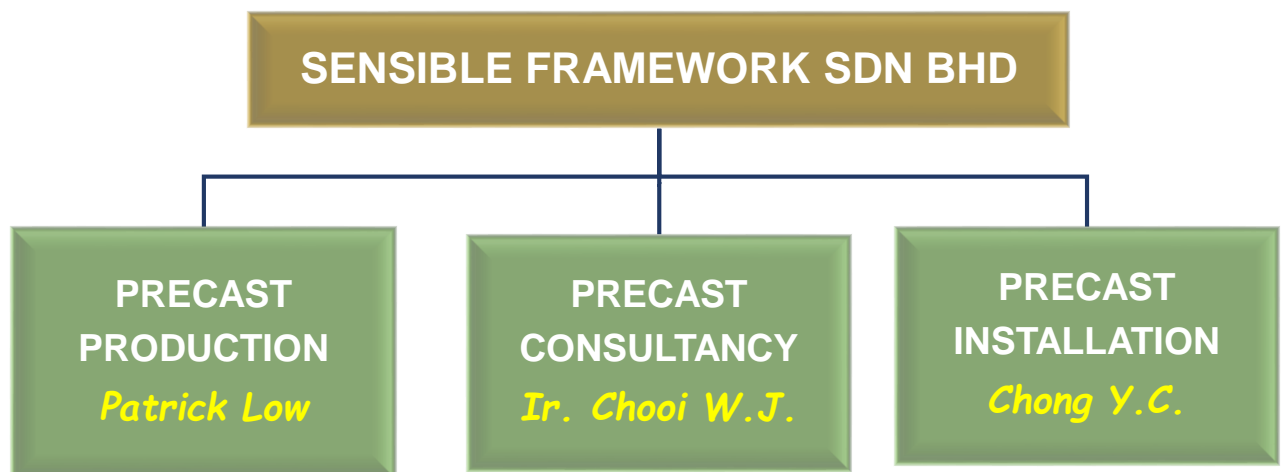 SENSIBLE FRAMEWORK SDN BHD
PRECAST
PRODUCTION
Patrick Low
PRECAST
CONSULTANCY
Ir. Chooi W.J.
PRECAST
INSTALLATION
Chong Y.C.